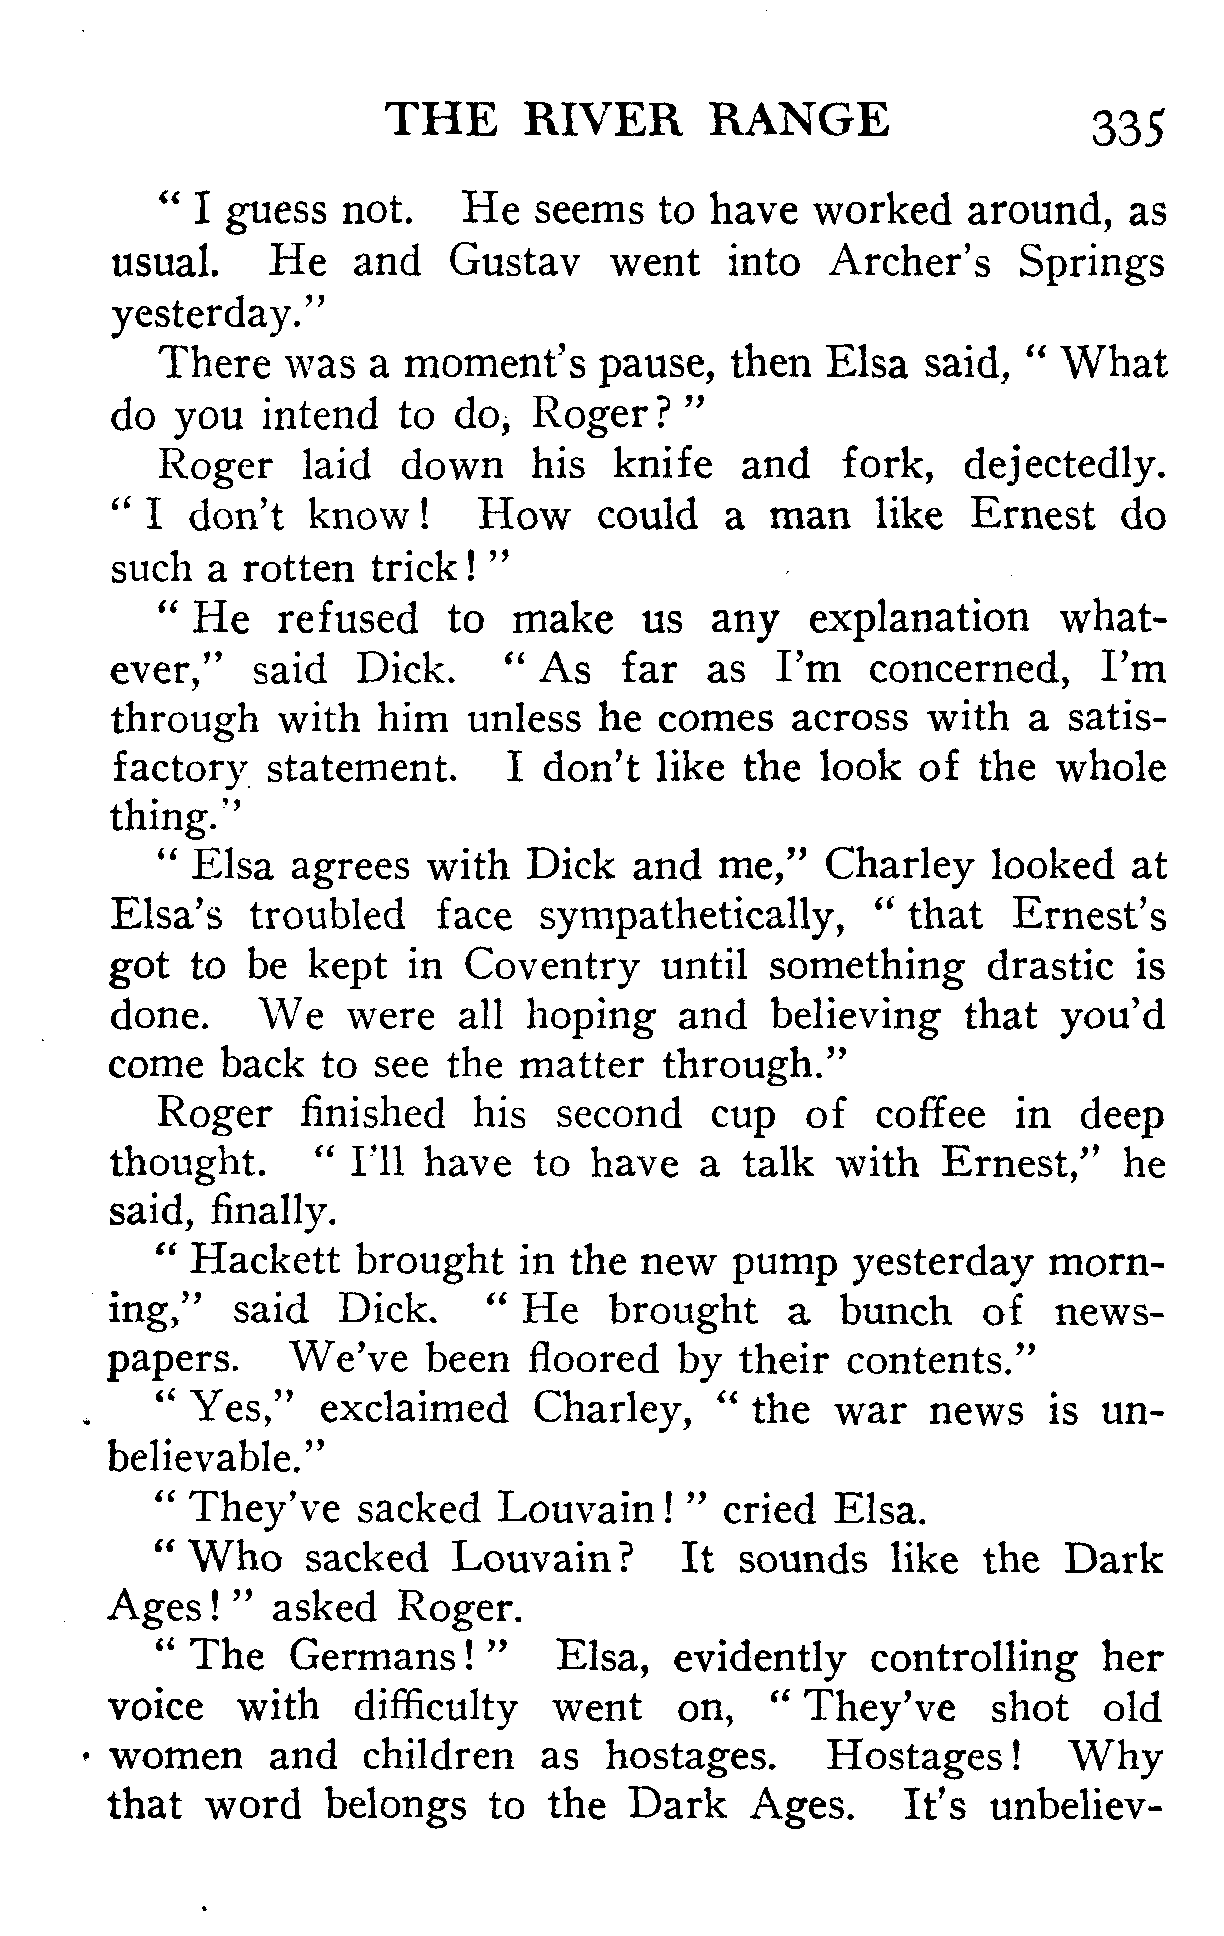 THE RIVER RANGE 335
" I guess not. He seems to have worked around, as
usual. He and Gustav went into Archer's Springs
yesterday."
There was a moment's pause, then Elsa said, " What
do you intend to do, Roger? "
Roger laid down his knife and fork, dejectedly.
" I don't know! How could a man like Ernest do
such a rotten trick! "
" He refused to make us any explanation what-
ever," said Dick. " As far as I'm concerned, I'm
through with him unless he comes across with a satis-
factory statement. I don't like the look of the whole
thing."
" Elsa agrees with Dick and me," Charley looked at
Elsa's troubled face sympathetically, " that Ernest's
got to be kept in Coventry until something drastic is
done. We were all hoping and believing that you'd
come back to see the matter through."
Roger finished his second cup of coffee in deep
thought. " I'll have to have a talk with Ernest," he
said, finally.
" Hackett brought in the new pump yesterday morn-
ing," said Dick. " He brought a bunch of news-
papers. We've been floored by their contents."
" Yes," exclaimed Charley, " the war news is un-
believable."
" They've sacked Louvain! " cried Elsa.
" Who sacked Louvain? It sounds like the Dark
Ages! " asked Roger.
" The Germans! " Elsa, evidently controlling her
voice with difficulty went on, " They've shot old
women and children as hostages. Hostages! Why
that word belongs to the Dark Ages. It's unbeliev-